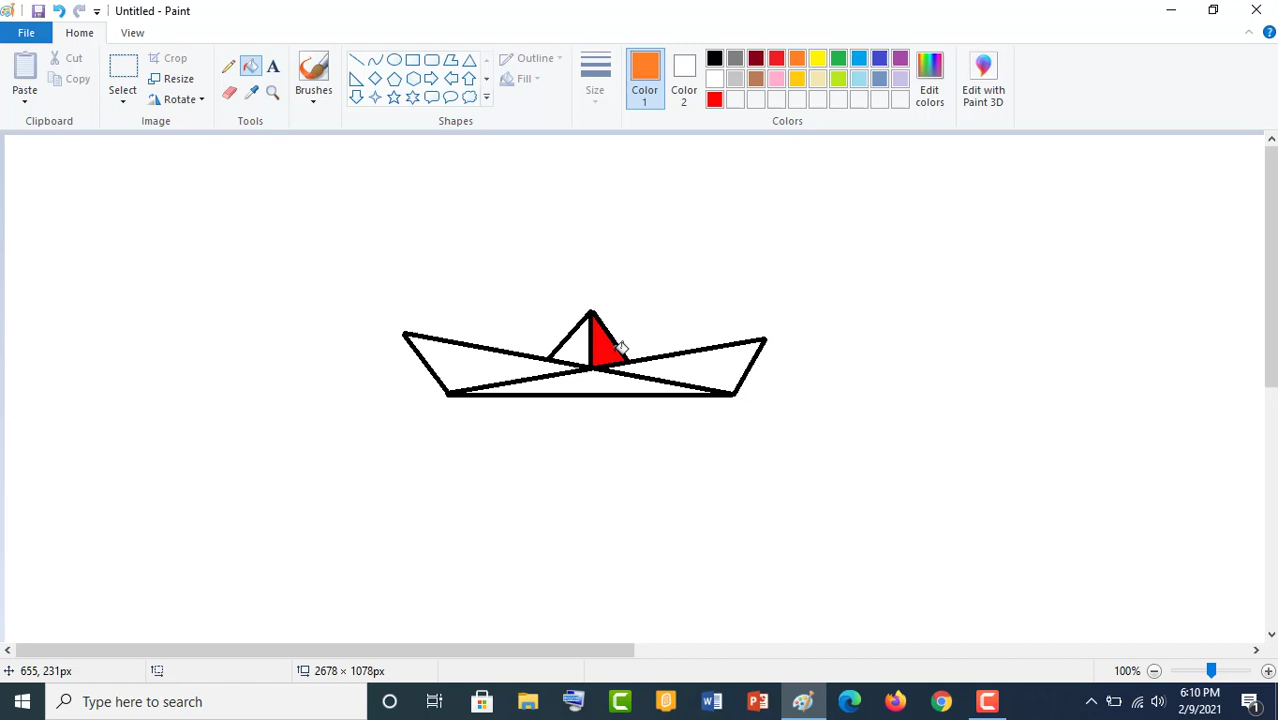 Untitled - Paint
File Home View
Paste
Cut
Copy
Clipboard
Select
Crop
Resize
Rotate
Image
A
Tools
Brushes
Outline
Fill
Shapes
Size
Color 1
Color 2
Edit colors
Edit with Paint 3D
Colors
655, 231px
2678 × 1078px
100%
Type here to search
6:10 PM
2/9/2021
1